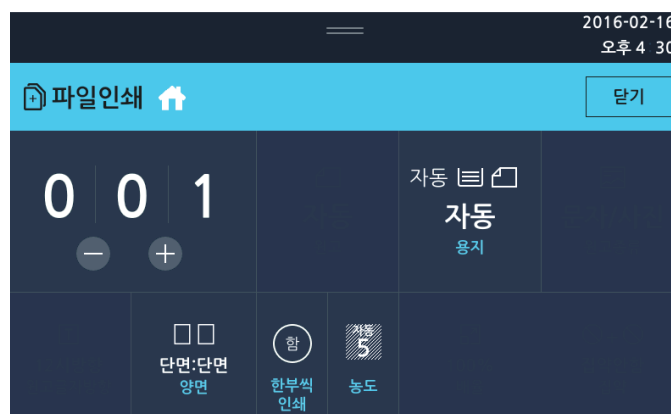 2016-02-16
오후 4 30
파일인쇄
닫기
0 0 1
자동
자동
용지
단면:단면
양면
함
한부씩
인쇄
자동
5
농도